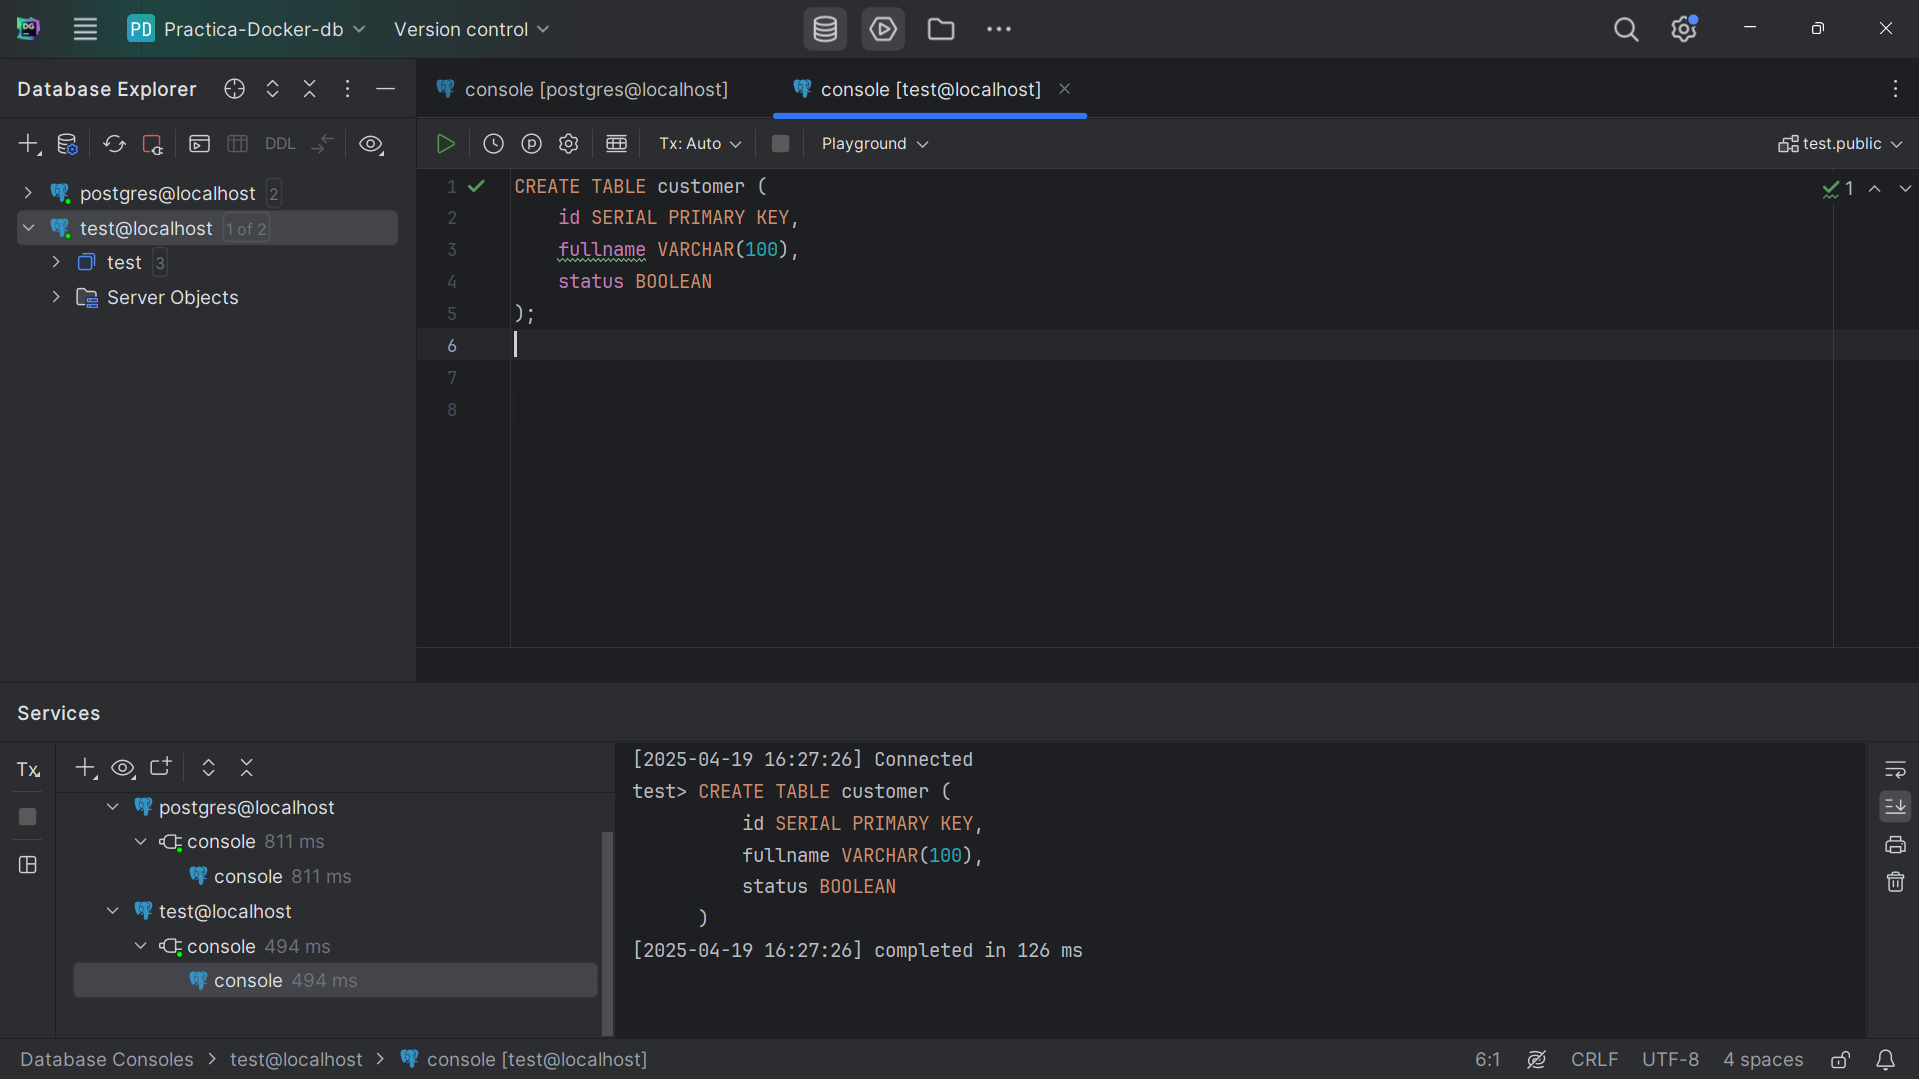 DG
PD Practica-Docker-db
Version control
Database Explorer
console [postgres@localhost]
console [test@localhost]
DDL
Tx: Auto
Playground
test.public
postgres@localhost 2
test@localhost 1 of 2
test 3
Server Objects
1 CREATE TABLE customer (
2 id SERIAL PRIMARY KEY,
3 fullname VARCHAR(100),
4 status BOOLEAN
5 );
6
7
8
1
Services
Tx
postgres@localhost
console 811 ms
console 811 ms
test@localhost
console 494 ms
console 494 ms
[2025-04-19 16:27:26] Connected
test> CREATE TABLE customer (
id SERIAL PRIMARY KEY,
fullname VARCHAR(100),
status BOOLEAN
)
[2025-04-19 16:27:26] completed in 126 ms
Database Consoles > test@localhost > console [test@localhost]
6:1
CRLF
UTF-8
4 spaces